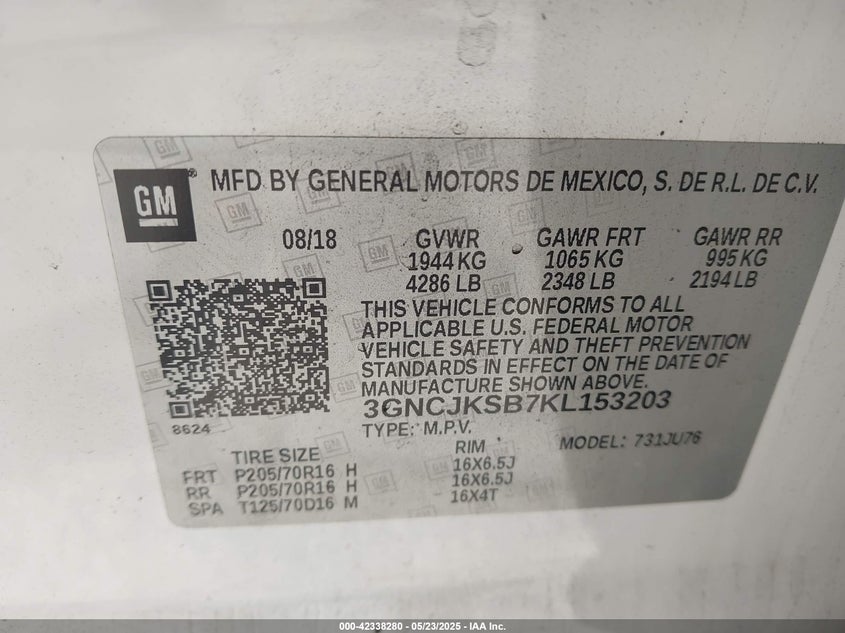 GM ® MFD BY GENERAL MOTORS DE MEXICO, S. DE R.L. DE C.V.
08/18 GVWR GAWR FRT GAWR RR
1944 KG 1065 KG 995 KG
4286 LB 2348 LB 2194 LB
THIS VEHICLE CONFORMS TO ALL
APPLICABLE U.S. FEDERAL MOTOR
VEHICLE SAFETY AND THEFT PREVENTION
STANDARDS IN EFFECT ON THE DATE OF
MANUFACTURE SHOWN ABOVE.
3GNCJKSB7KL153203
8624 TYPE: M.P.V. MODEL: 731JU76
TIRE SIZE RIM
FRT P205/70R16 H 16X6.5J
RR P205/70R16 H 16X6.5J
SPA T125/70D16 M 16X4T
000-42338280 - 05/23/2025 - IAA Inc.